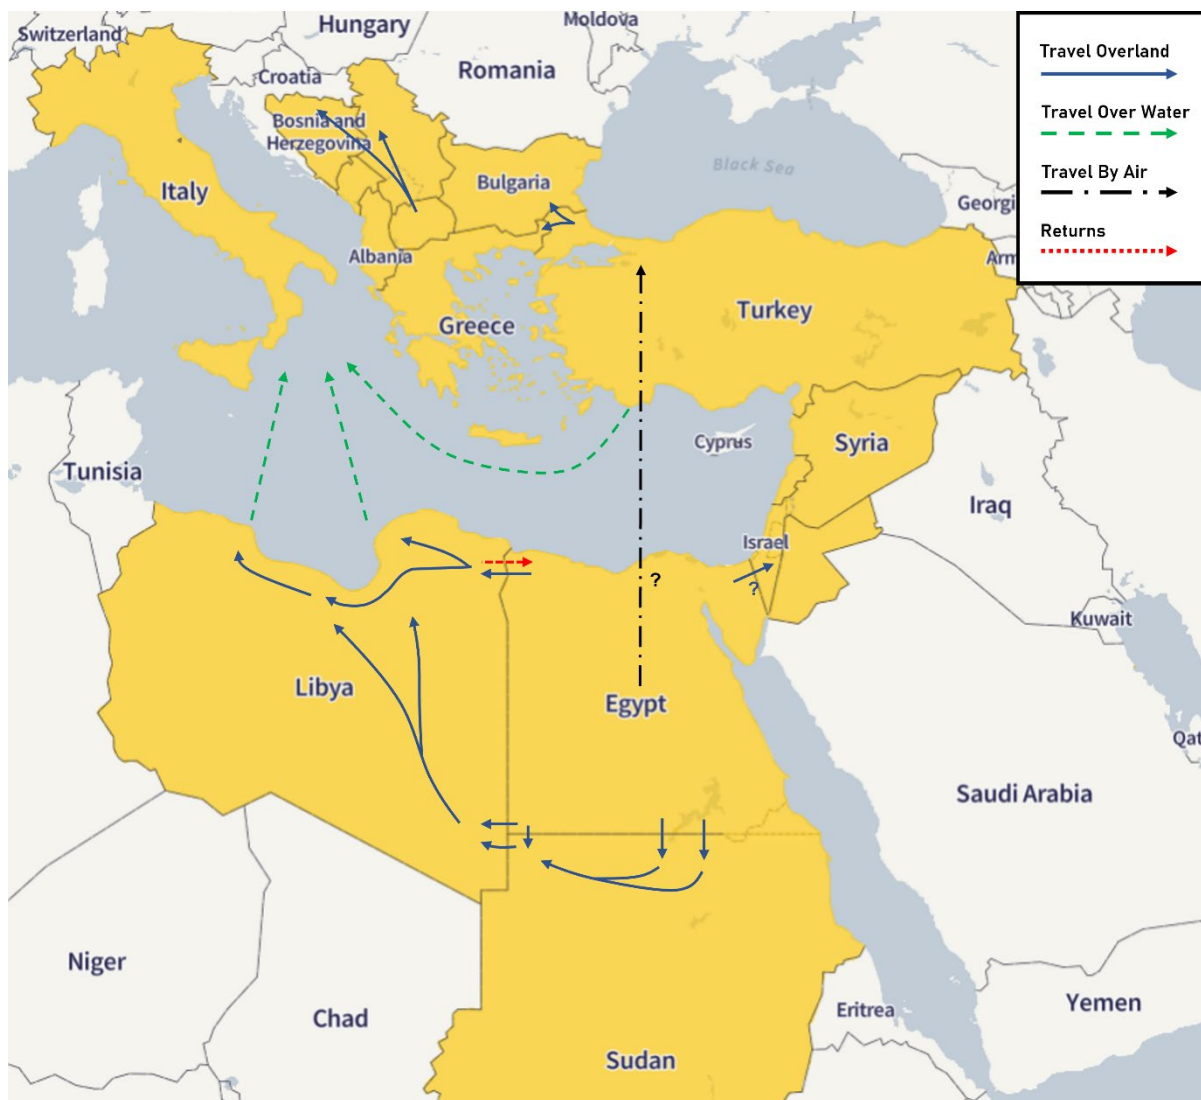 Switzerland
Hungary
Moldova
Croatia
Romania
Bosnia and
Herzegovina
Italy
Bulgaria
Black Sea
Georgi
Albania
Arm
Greece
Turkey
Tunisia
Cyprus
Syria
Iraq
Israel
?
?
Kuwait
Libya
Egypt
Qat
Saudi Arabia
Niger
Chad
Eritrea
Yemen
Sudan
Travel Overland
Travel Over Water
Travel By Air
Returns